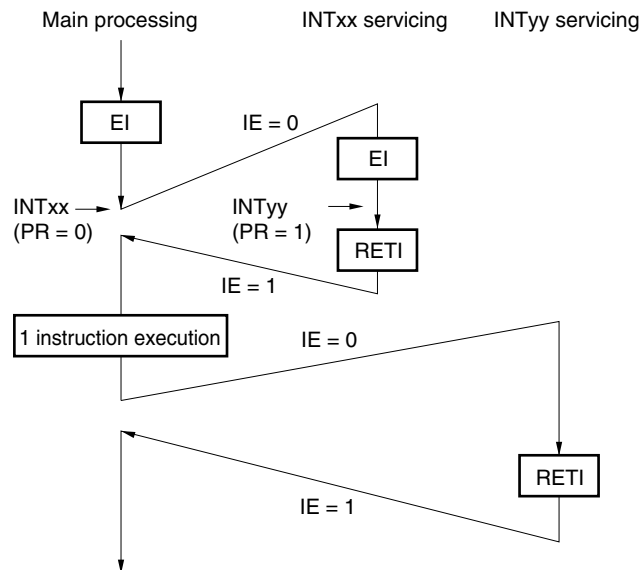 Main processing
INTxx servicing
INTyy servicing
EI
IE = 0
EI
INTxx
(PR = 0)
INTyy
(PR = 1)
RETI
IE = 1
1 instruction execution
IE = 0
RETI
IE = 1